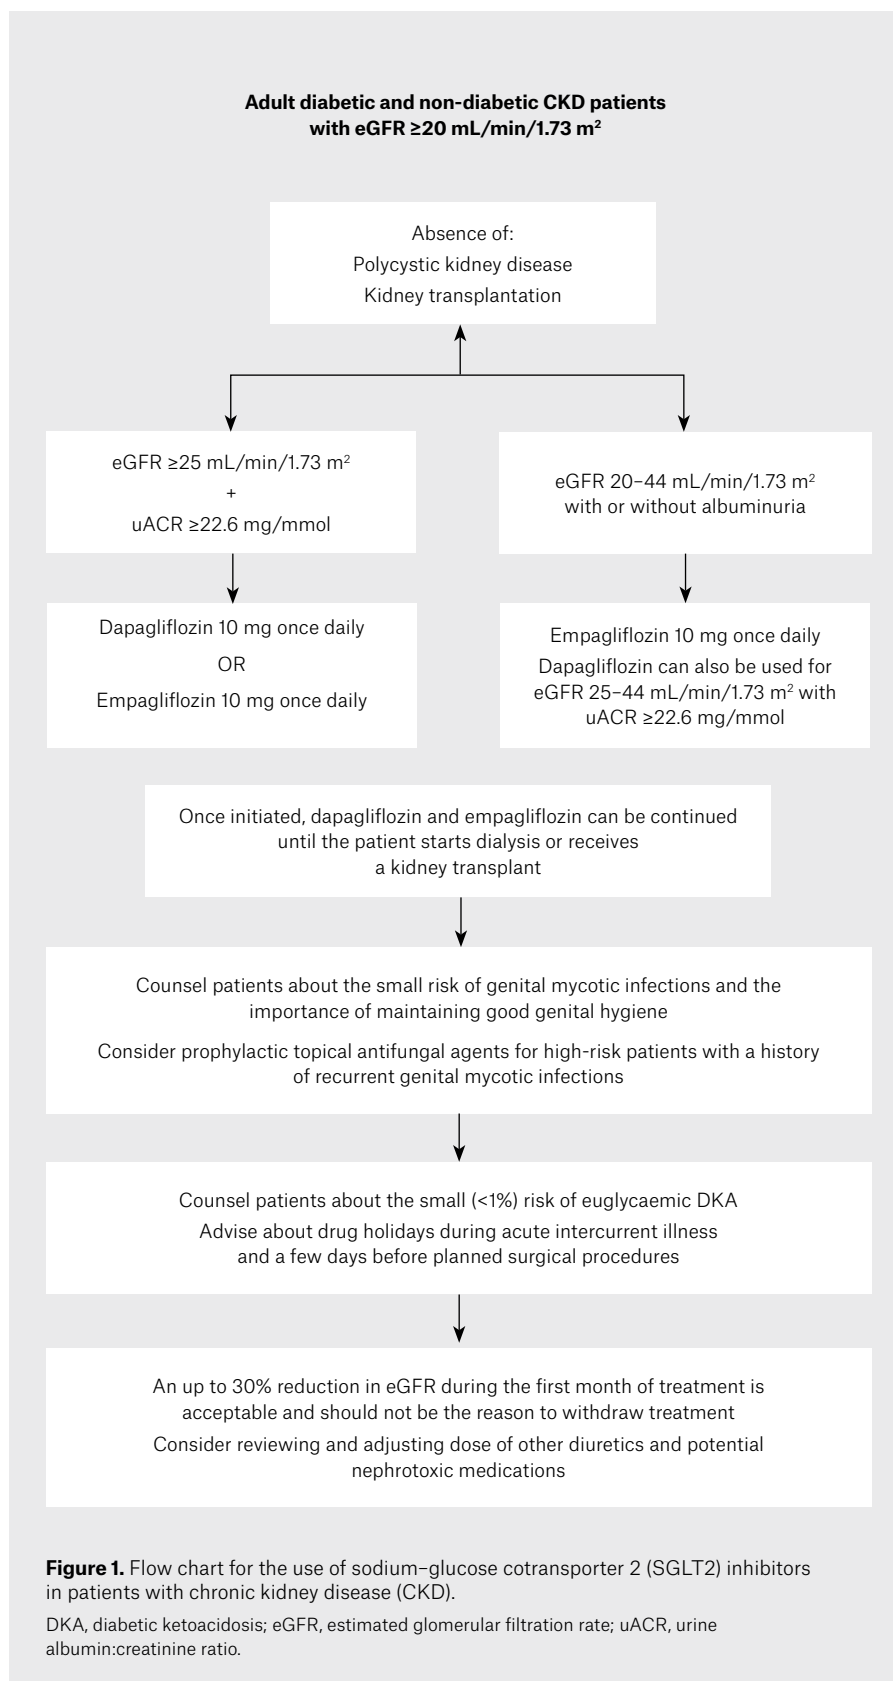 Adult diabetic and non-diabetic CKD patients
with eGFR ≥20 mL/min/1.73 m²
Absence of:
Polycystic kidney disease
Kidney transplantation
eGFR ≥25 mL/min/1.73 m²
+
uACR ≥22.6 mg/mmol
eGFR 20–44 mL/min/1.73 m²
with or without albuminuria
Dapagliflozin 10 mg once daily
OR
Empagliflozin 10 mg once daily
Empagliflozin 10 mg once daily
Dapagliflozin can also be used for
eGFR 25–44 mL/min/1.73 m² with
uACR ≥22.6 mg/mmol
Once initiated, dapagliflozin and empagliflozin can be continued
until the patient starts dialysis or receives
a kidney transplant
Counsel patients about the small risk of genital mycotic infections and the
importance of maintaining good genital hygiene
Consider prophylactic topical antifungal agents for high-risk patients with a history
of recurrent genital mycotic infections
Counsel patients about the small (<1%) risk of euglycaemic DKA
Advise about drug holidays during acute intercurrent illness
and a few days before planned surgical procedures
An up to 30% reduction in eGFR during the first month of treatment is
acceptable and should not be the reason to withdraw treatment
Consider reviewing and adjusting dose of other diuretics and potential
nephrotoxic medications
Figure 1. Flow chart for the use of sodium–glucose cotransporter 2 (SGLT2) inhibitors
in patients with chronic kidney disease (CKD).
DKA, diabetic ketoacidosis; eGFR, estimated glomerular filtration rate; uACR, urine
albumin:creatinine ratio.